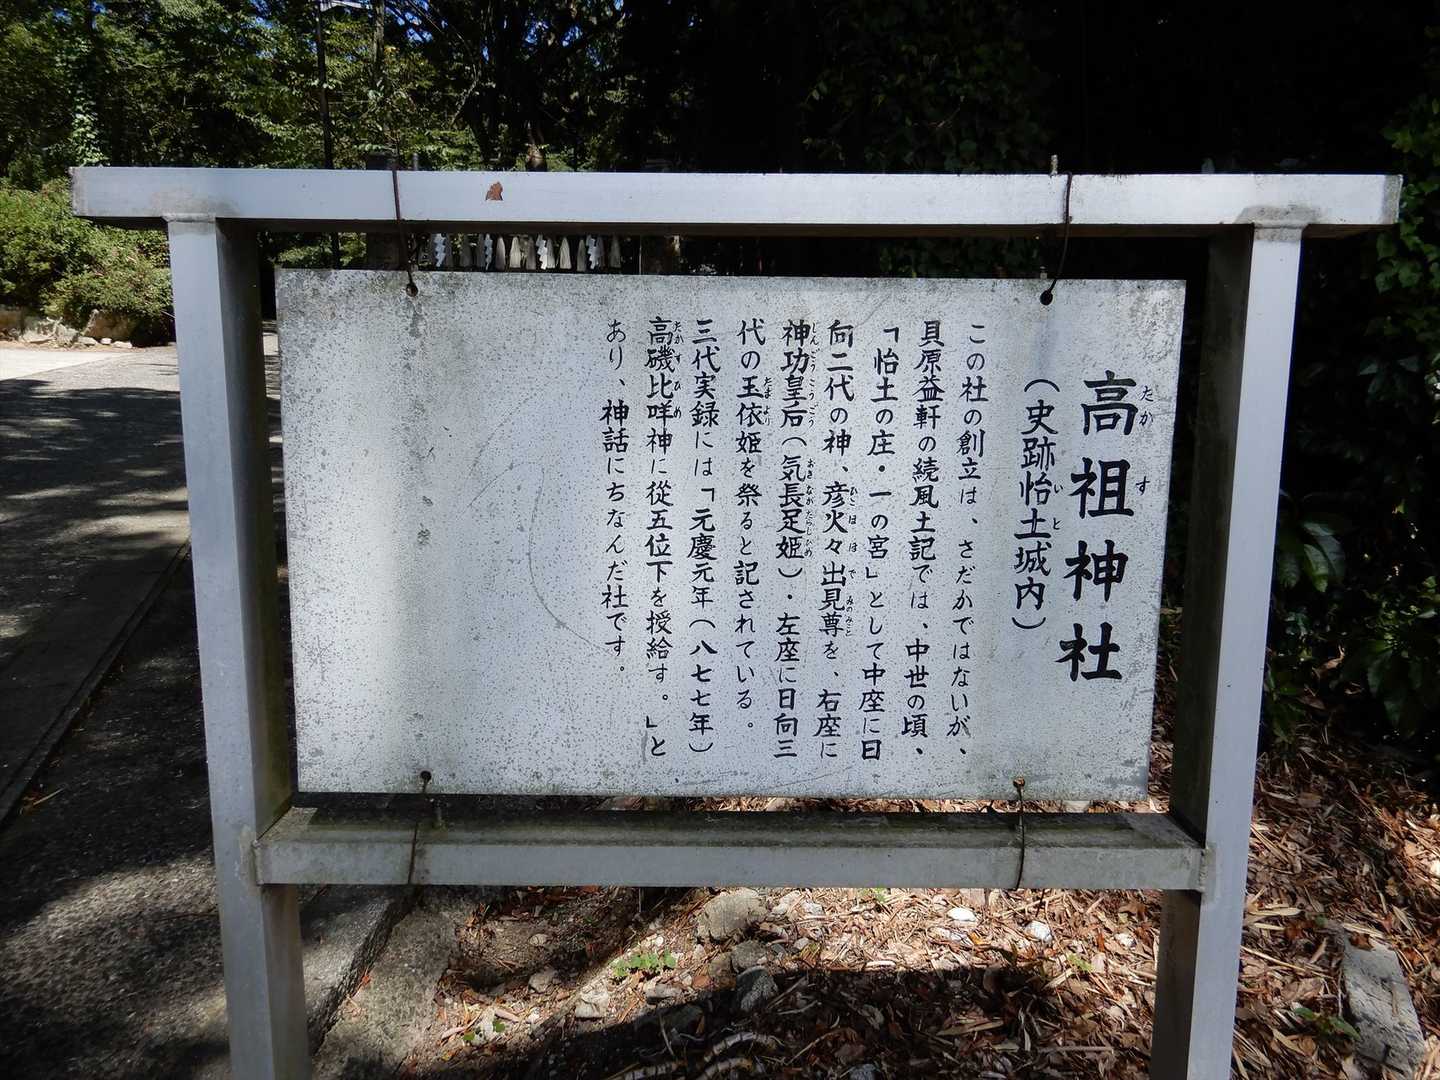 高祖神社
（史跡怡土城内）
この社の創立は、さだかではないが、
貝原益軒の続風土記では、中世の頃、
「怡土の庄・一の宮」として中座に日
向二代の神、彦火々出見尊を、右座に
神功皇后（気長足姫）・左座に日向三
代の玉依姫を祭ると記されている。
三代実録には「元慶元年（八七七年）
高磯比咩神に從五位下を授給す。」と
あり、神話にちなんだ社です。